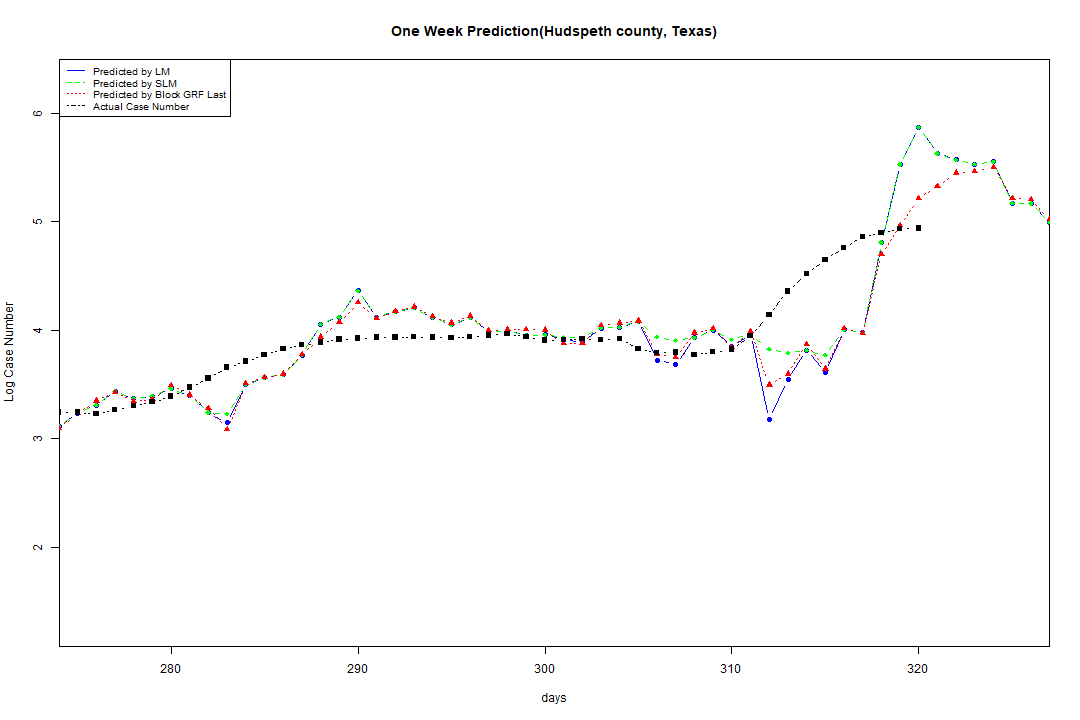 One Week Prediction(Hudspeth county, Texas)
Predicted by LM
Predicted by SLM
Predicted by Block GRF Last
Actual Case Number
6
5
4
3
2
Log Case Number
280 290 300 310 320
days